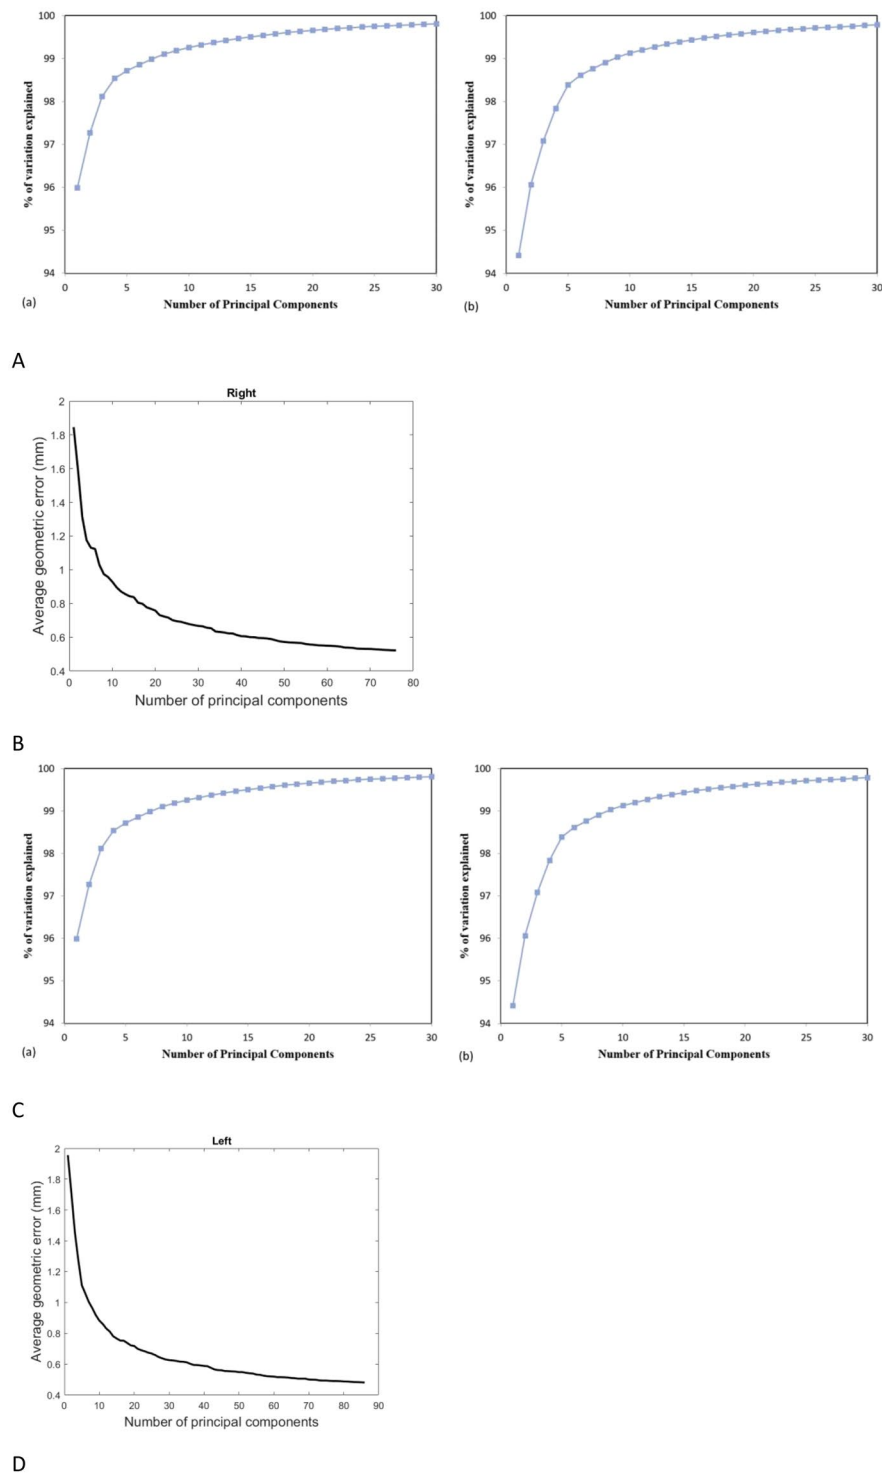 100
99
98
97
96
95
94
% of variation explained
0 5 10 15 20 25 30
(a) Number of Principal Components
100
99
98
97
96
95
94
% of variation explained
0 5 10 15 20 25 30
(b) Number of Principal Components
A
Right
2
1.8
1.6
1.4
1.2
1
0.8
0.6
0.4
Average geometric error (mm)
0 10 20 30 40 50 60 70 80
Number of principal components
B
100
99
98
97
96
95
94
% of variation explained
0 5 10 15 20 25 30
(a) Number of Principal Components
100
99
98
97
96
95
94
% of variation explained
0 5 10 15 20 25 30
(b) Number of Principal Components
C
Left
2
1.8
1.6
1.4
1.2
1
0.8
0.6
0.4
Average geometric error (mm)
0 10 20 30 40 50 60 70 80 90
Number of principal components
D